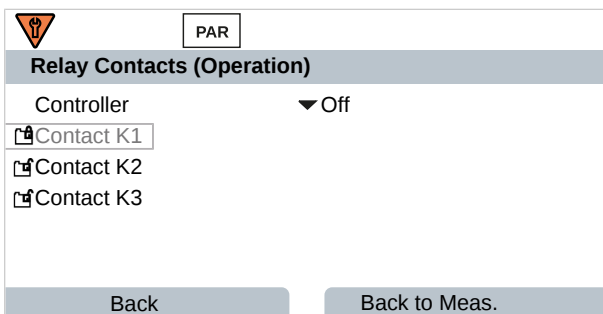 PAR
Relay Contacts (Operation)
Controller Off
Contact K1
Contact K2
Contact K3
Back Back to Meas.